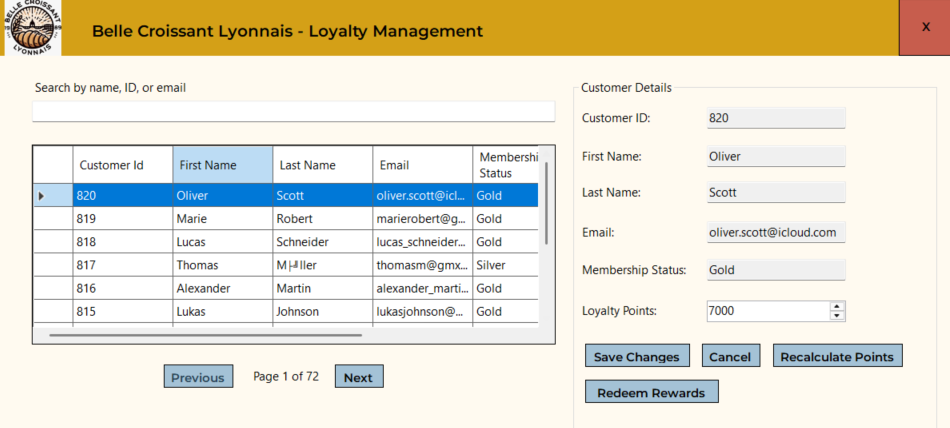 BELLE CROISSANT
LYONNAIS
Belle Croissant Lyonnais - Loyalty Management
X
Search by name, ID, or email
Customer Id First Name Last Name Email Membershi
Status
820 Oliver Scott oliver.scott@icl... Gold
819 Marie Robert marierobert@g... Gold
818 Lucas Schneider lucas_schneider... Gold
817 Thomas M├╝ller thomasm@gmx... Silver
816 Alexander Martin alexander_marti... Gold
815 Lukas Johnson lukasjohnson@... Gold
Previous Page 1 of 72 Next
Customer Details
Customer ID: 820
First Name: Oliver
Last Name: Scott
Email: oliver.scott@icloud.com
Membership Status: Gold
Loyalty Points: 7000
Save Changes Cancel Recalculate Points
Redeem Rewards